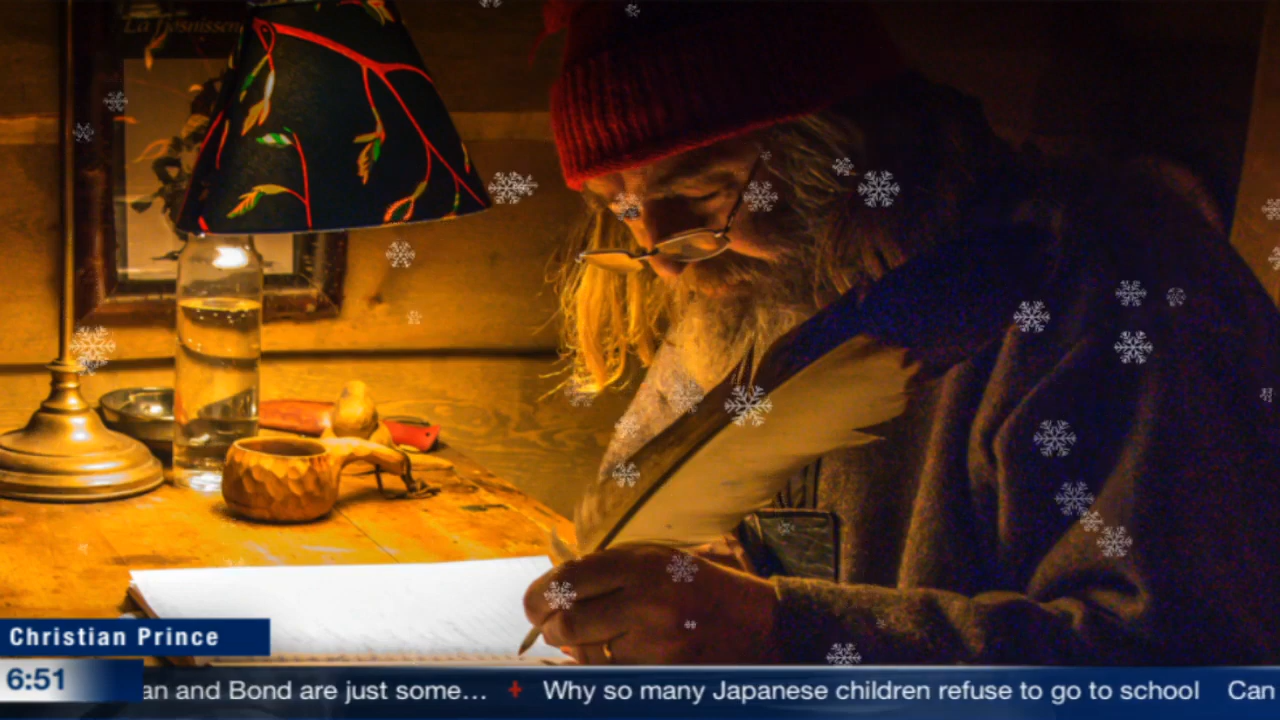 Christian Prince
6:51
an and Bond are just some... + Why so many Japanese children refuse to go to school Can